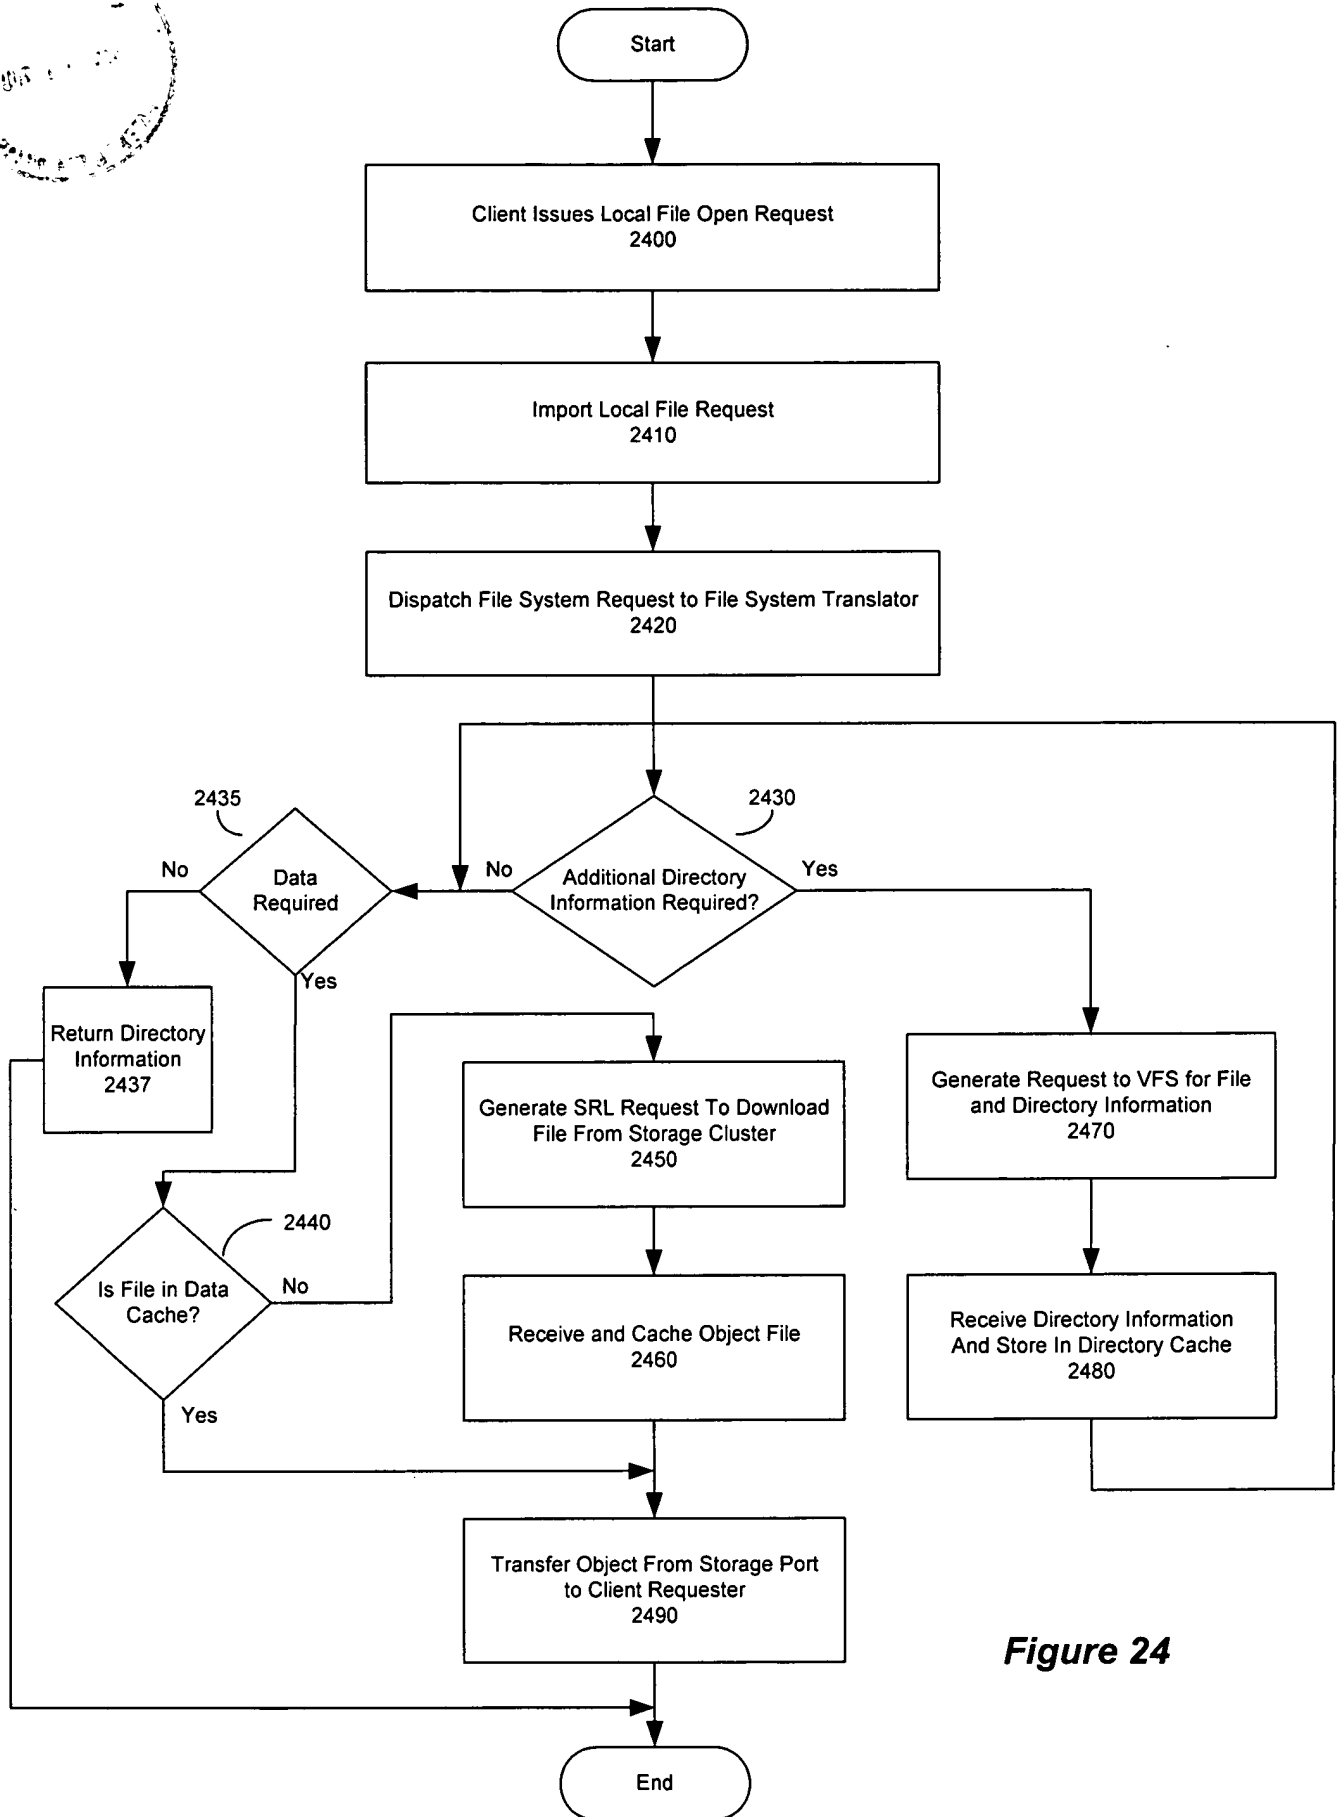 Start
Client Issues Local File Open Request
2400
Import Local File Request
2410
Dispatch File System Request to File System Translator
2420
2435
2430
No
Data
Required
No
Additional Directory
Information Required?
Yes
Yes
Return Directory
Information
2437
Generate SRL Request To Download
File From Storage Cluster
2450
Generate Request to VFS for File
and Directory Information
2470
2440
Is File in Data
Cache?
No
Yes
Receive and Cache Object File
2460
Receive Directory Information
And Store In Directory Cache
2480
Transfer Object From Storage Port
to Client Requester
2490
Figure 24
End